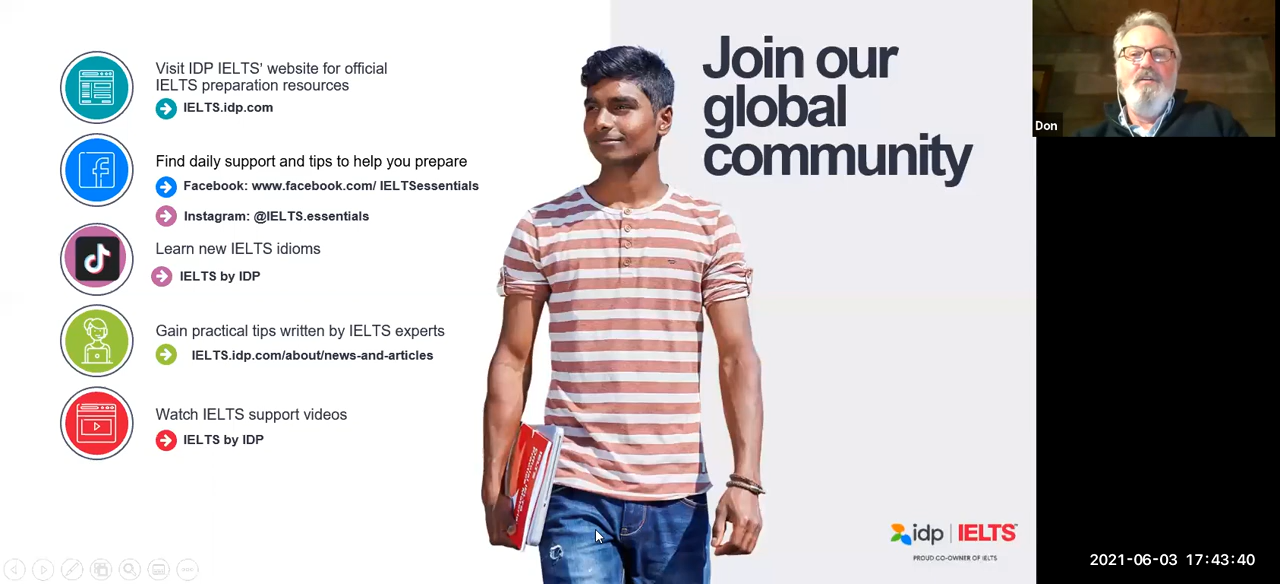 Visit IDP IELTS' website for official
IELTS preparation resources
IELTS.idp.com
Find daily support and tips to help you prepare
Facebook: www.facebook.com/ IELTSessentials
Instagram: @IELTS.essentials
Learn new IELTS idioms
IELTS by IDP
Gain practical tips written by IELTS experts
IELTS.idp.com/about/news-and-articles
Watch IELTS support videos
IELTS by IDP
Join our
global
community
Don
idp | IELTS™
PROUD CO-OWNER OF IELTS
2021-06-03 17:43:40